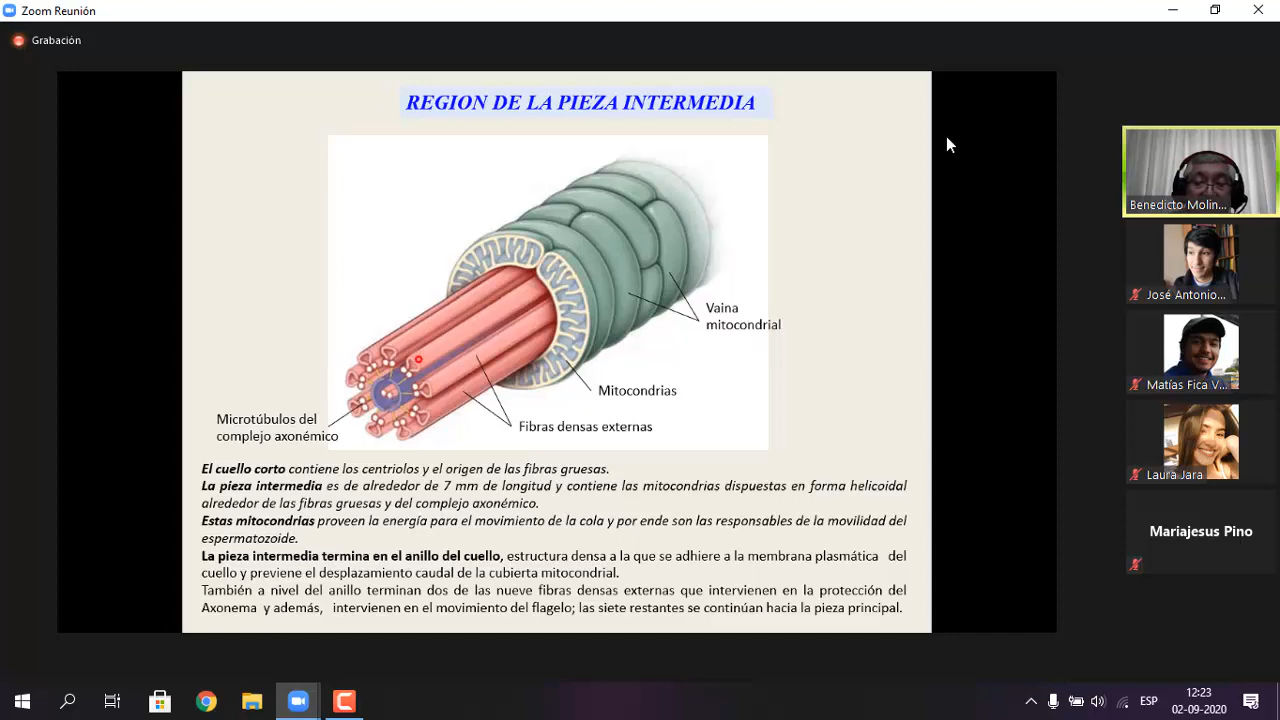 Zoom Reunión
Grabación
REGION DE LA PIEZA INTERMEDIA
Vaina
mitocondrial
Mitocondrias
Microtúbulos del
complejo axonémico
Fibras densas externas
El cuello corto contiene los centriolos y el origen de las fibras gruesas.
La pieza intermedia es de alrededor de 7 mm de longitud y contiene las mitocondrias dispuestas en forma helicoidal
alrededor de las fibras gruesas y del complejo axonémico.
Estas mitocondrias proveen la energía para el movimiento de la cola y por ende son las responsables de la movilidad del
espermatozoide.
La pieza intermedia termina en el anillo del cuello, estructura densa a la que se adhiere a la membrana plasmática del
cuello y previene el desplazamiento caudal de la cubierta mitocondrial.
También a nivel del anillo terminan dos de las nueve fibras densas externas que intervienen en la protección del
Axonema y además, intervienen en el movimiento del flagelo; las siete restantes se continúan hacia la pieza principal.
Benedicto Molin...
José Antonio...
Matías Fica V...
Laura Jara
Mariajesus Pino
ESP
12:23
02-09-2020